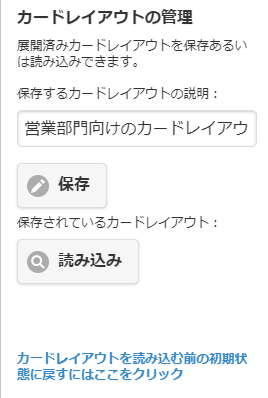 カードレイアウトの管理
展開済みカードレイアウトを保存あるい
は読み込みできます。
保存するカードレイアウトの説明：
営業部門向けのカードレイアウ
保存
保存されているカードレイアウト：
読み込み
カードレイアウトを読み込む前の初期状
態に戻すにはここをクリック